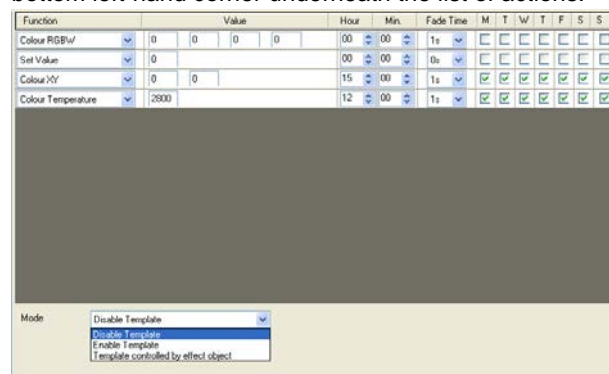 bottom left-hand corner underneath the list of actions.
Function Value Hour Min. Fade Time M T W T F S S
Colour RGBW 0 0 0 0 00 00 1s
Set Value 0 00 00 0s
Colour XY 0 0 15 00 1s
Colour Temperature 2800 12 00 1s
Mode Disable Template
Disable Template
Enable Template
Template controlled by effect object